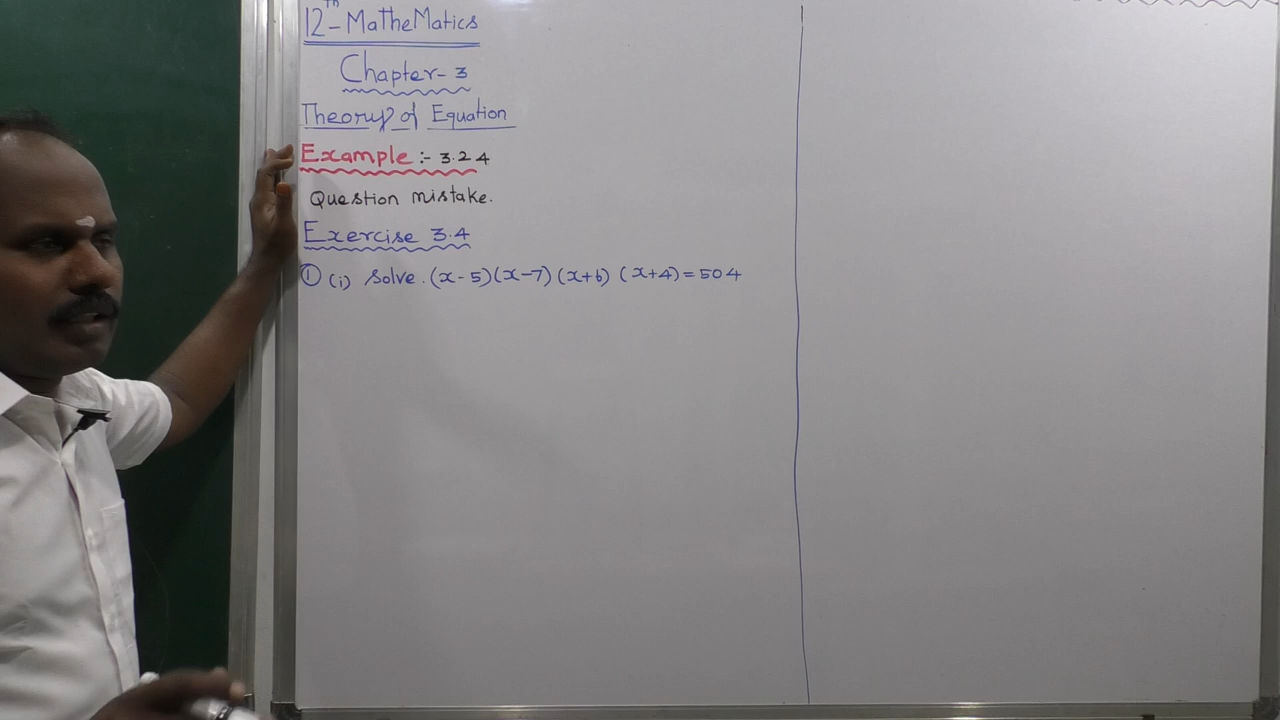 12th - MatheMatics
Chapter - 3
Theory of Equation
Example :- 3.24
Question mistake.
Exercise 3.4
① (i) Solve. (x-5)(x-7)(x+6)(x+4)=504